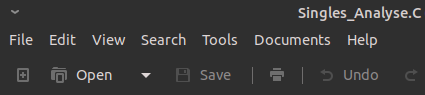 Singles_Analyse.C
File Edit View Search Tools Documents Help
Open Save Undo